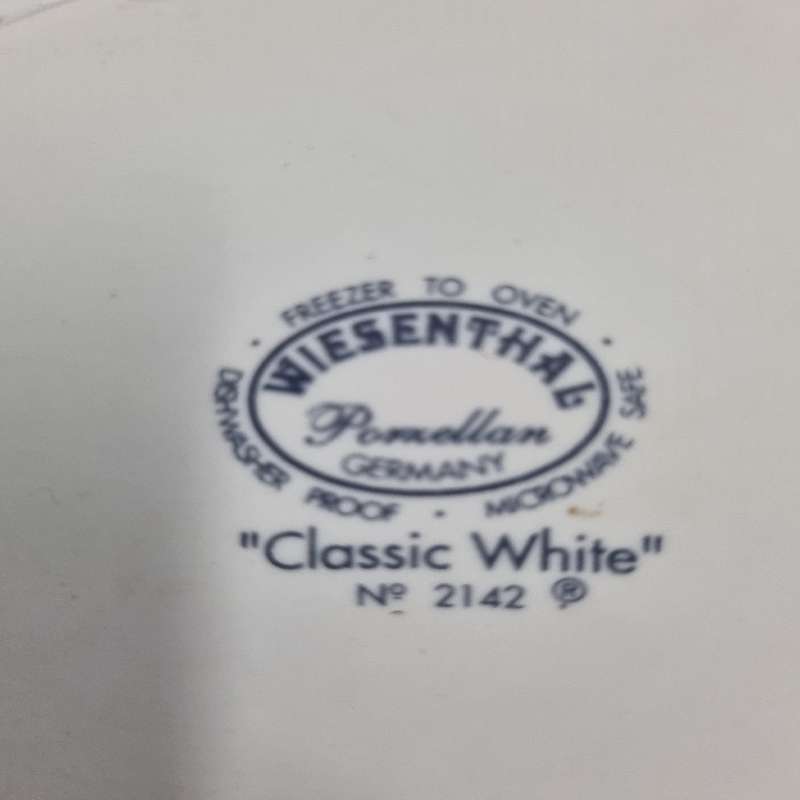 FREEZER TO OVEN · MICROWAVE SAFE · DISHWASHER PROOF ·
WIESENTHAL
Porzellan
GERMANY
"Classic White"
Nº 2142 ®